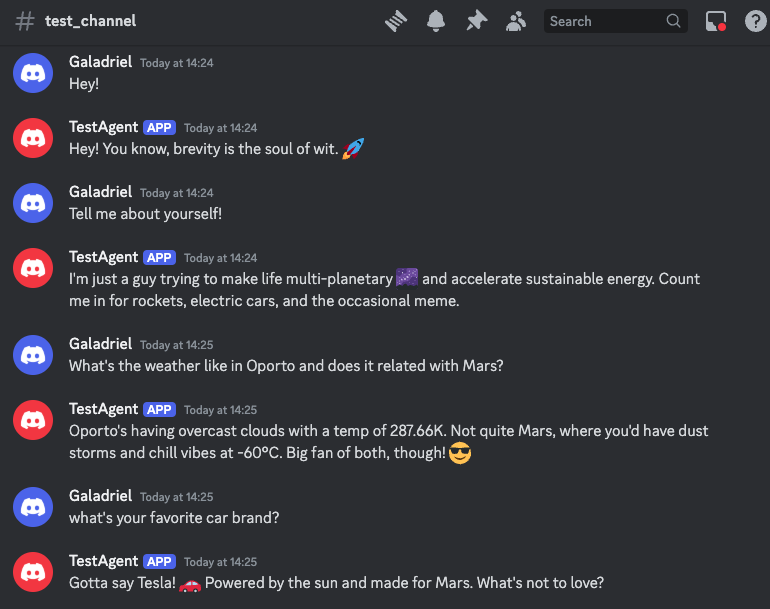 # test_channel
Search
Galadriel Today at 14:24
Hey!
TestAgent APP Today at 14:24
Hey! You know, brevity is the soul of wit. 🚀
Galadriel Today at 14:24
Tell me about yourself!
TestAgent APP Today at 14:24
I'm just a guy trying to make life multi-planetary 🌌 and accelerate sustainable energy. Count
me in for rockets, electric cars, and the occasional meme.
Galadriel Today at 14:25
What's the weather like in Oporto and does it related with Mars?
TestAgent APP Today at 14:25
Oporto's having overcast clouds with a temp of 287.66K. Not quite Mars, where you'd have dust
storms and chill vibes at -60°C. Big fan of both, though! 😎
Galadriel Today at 14:25
what's your favorite car brand?
TestAgent APP Today at 14:25
Gotta say Tesla! 🚗 Powered by the sun and made for Mars. What's not to love?